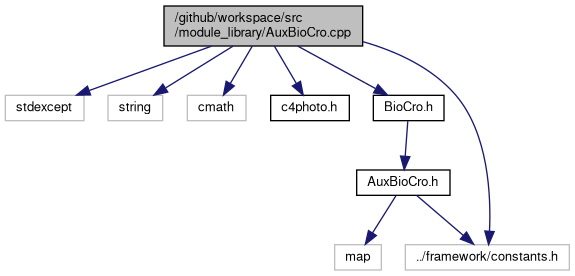 /github/workspace/src
/module_library/AuxBioCro.cpp
stdexcept
string
cmath
c4photo.h
BioCro.h
AuxBioCro.h
map
../framework/constants.h